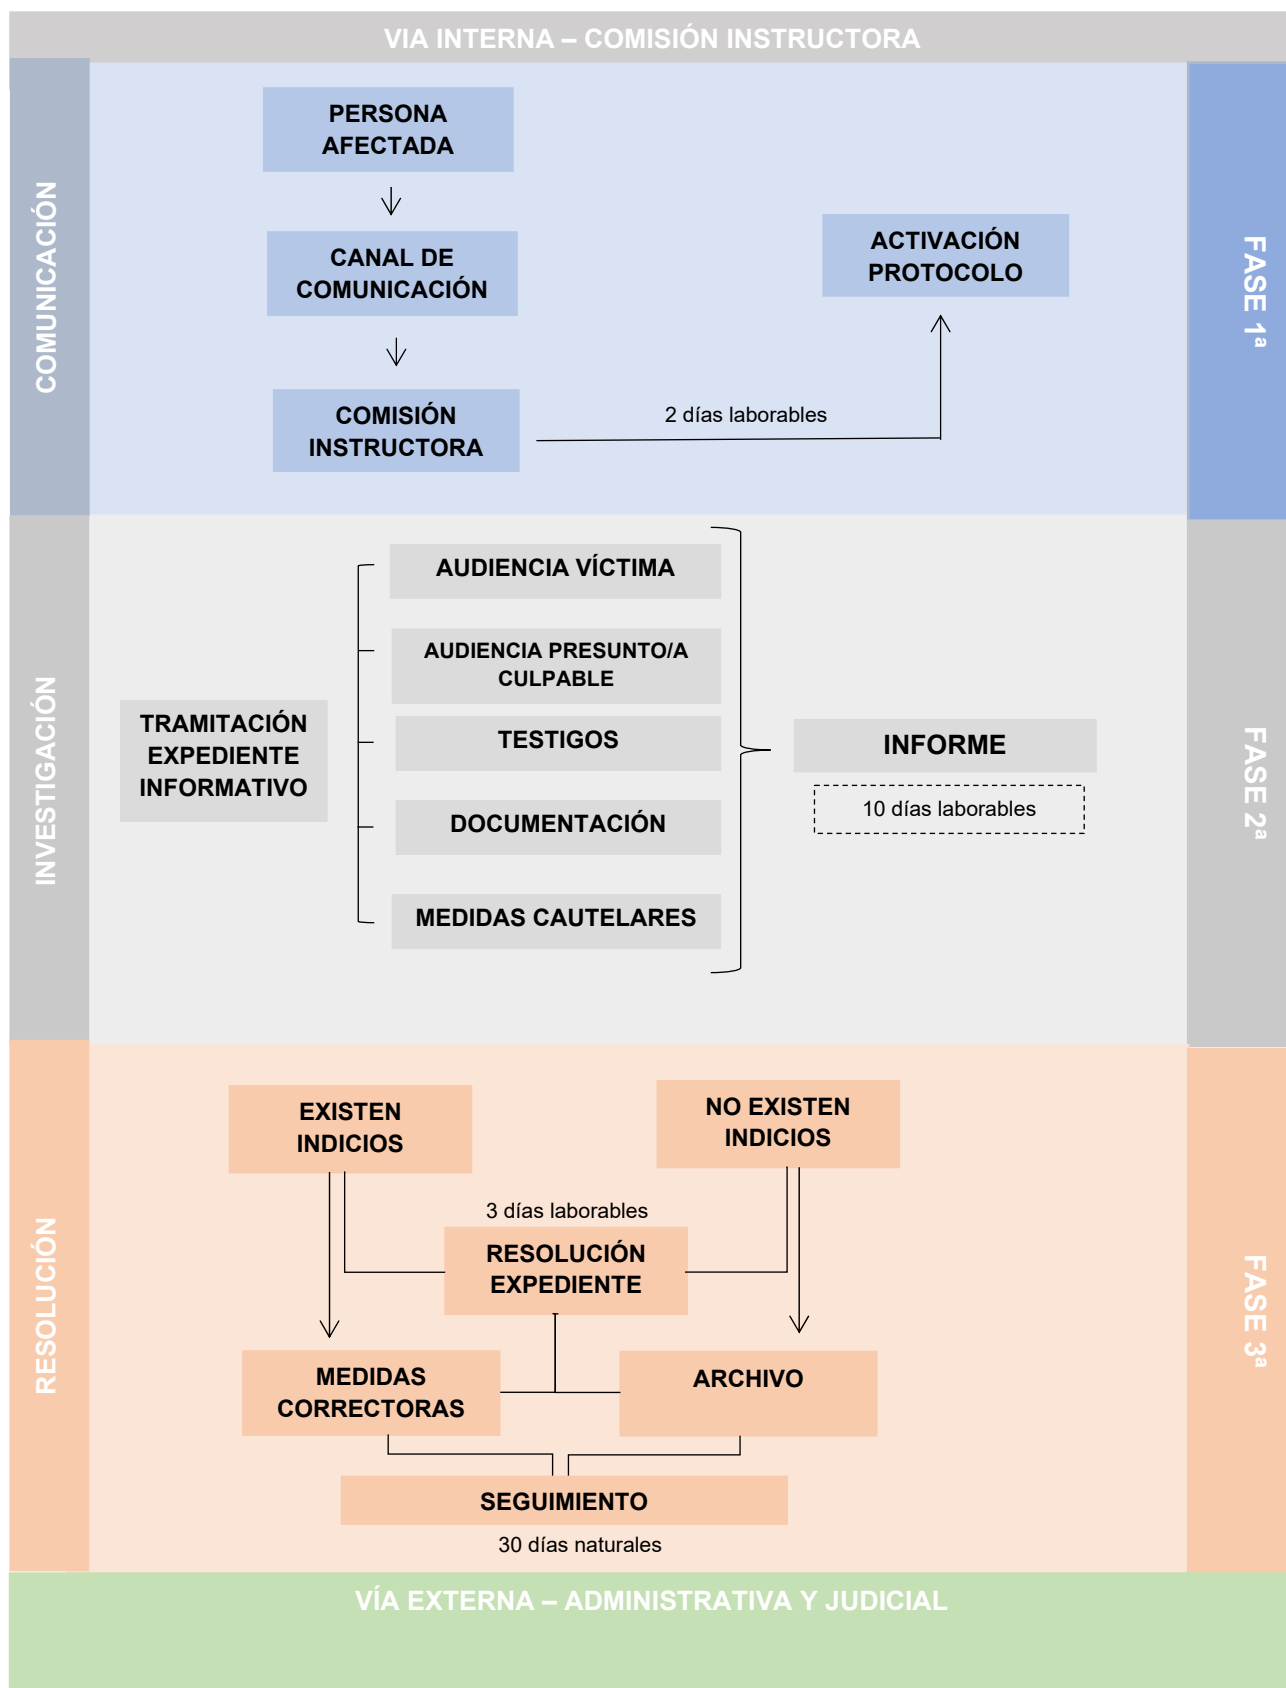 VIA INTERNA – COMISIÓN INSTRUCTORA
COMUNICACIÓN
PERSONA
AFECTADA
CANAL DE
COMUNICACIÓN
COMISIÓN
INSTRUCTORA
2 días laborables
ACTIVACIÓN
PROTOCOLO
FASE 1ª
INVESTIGACIÓN
TRAMITACIÓN
EXPEDIENTE
INFORMATIVO
AUDIENCIA VÍCTIMA
AUDIENCIA PRESUNTO/A
CULPABLE
TESTIGOS
DOCUMENTACIÓN
MEDIDAS CAUTELARES
INFORME
10 días laborables
FASE 2ª
RESOLUCIÓN
EXISTEN
INDICIOS
NO EXISTEN
INDICIOS
3 días laborables
RESOLUCIÓN
EXPEDIENTE
MEDIDAS
CORRECTORAS
ARCHIVO
SEGUIMIENTO
30 días naturales
FASE 3ª
VÍA EXTERNA – ADMINISTRATIVA Y JUDICIAL